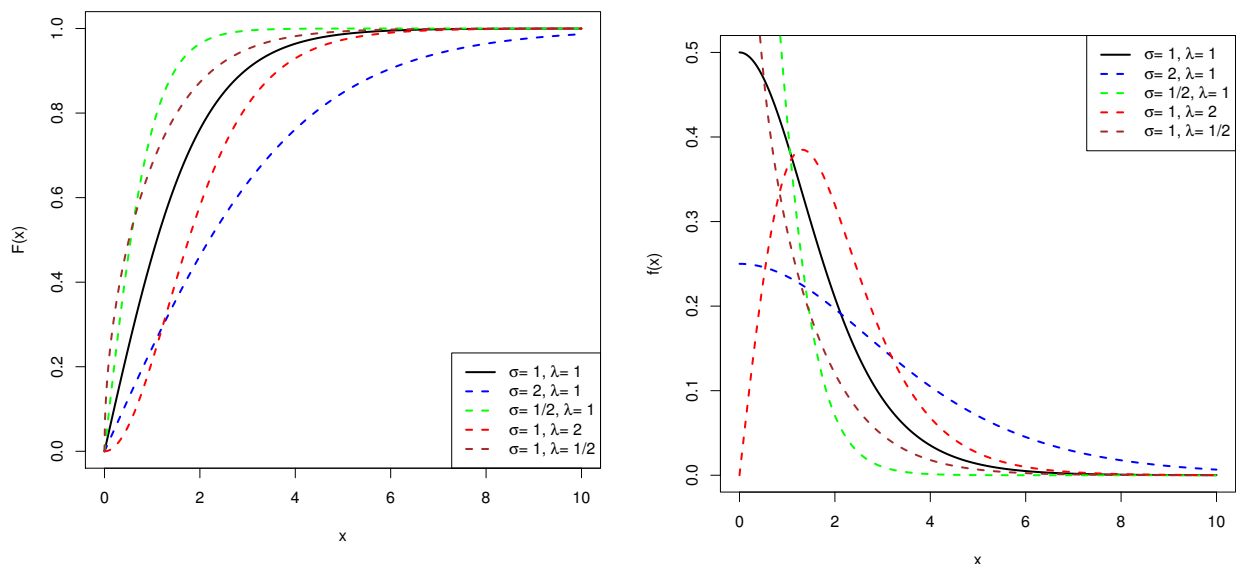 F(x)
1.0
0.8
0.6
0.4
0.2
0.0
0 2 4 6 8 10
x
σ= 1, λ= 1
σ= 2, λ= 1
σ= 1/2, λ= 1
σ= 1, λ= 2
σ= 1, λ= 1/2
f(x)
0.5
0.4
0.3
0.2
0.1
0.0
0 2 4 6 8 10
x
σ= 1, λ= 1
σ= 2, λ= 1
σ= 1/2, λ= 1
σ= 1, λ= 2
σ= 1, λ= 1/2